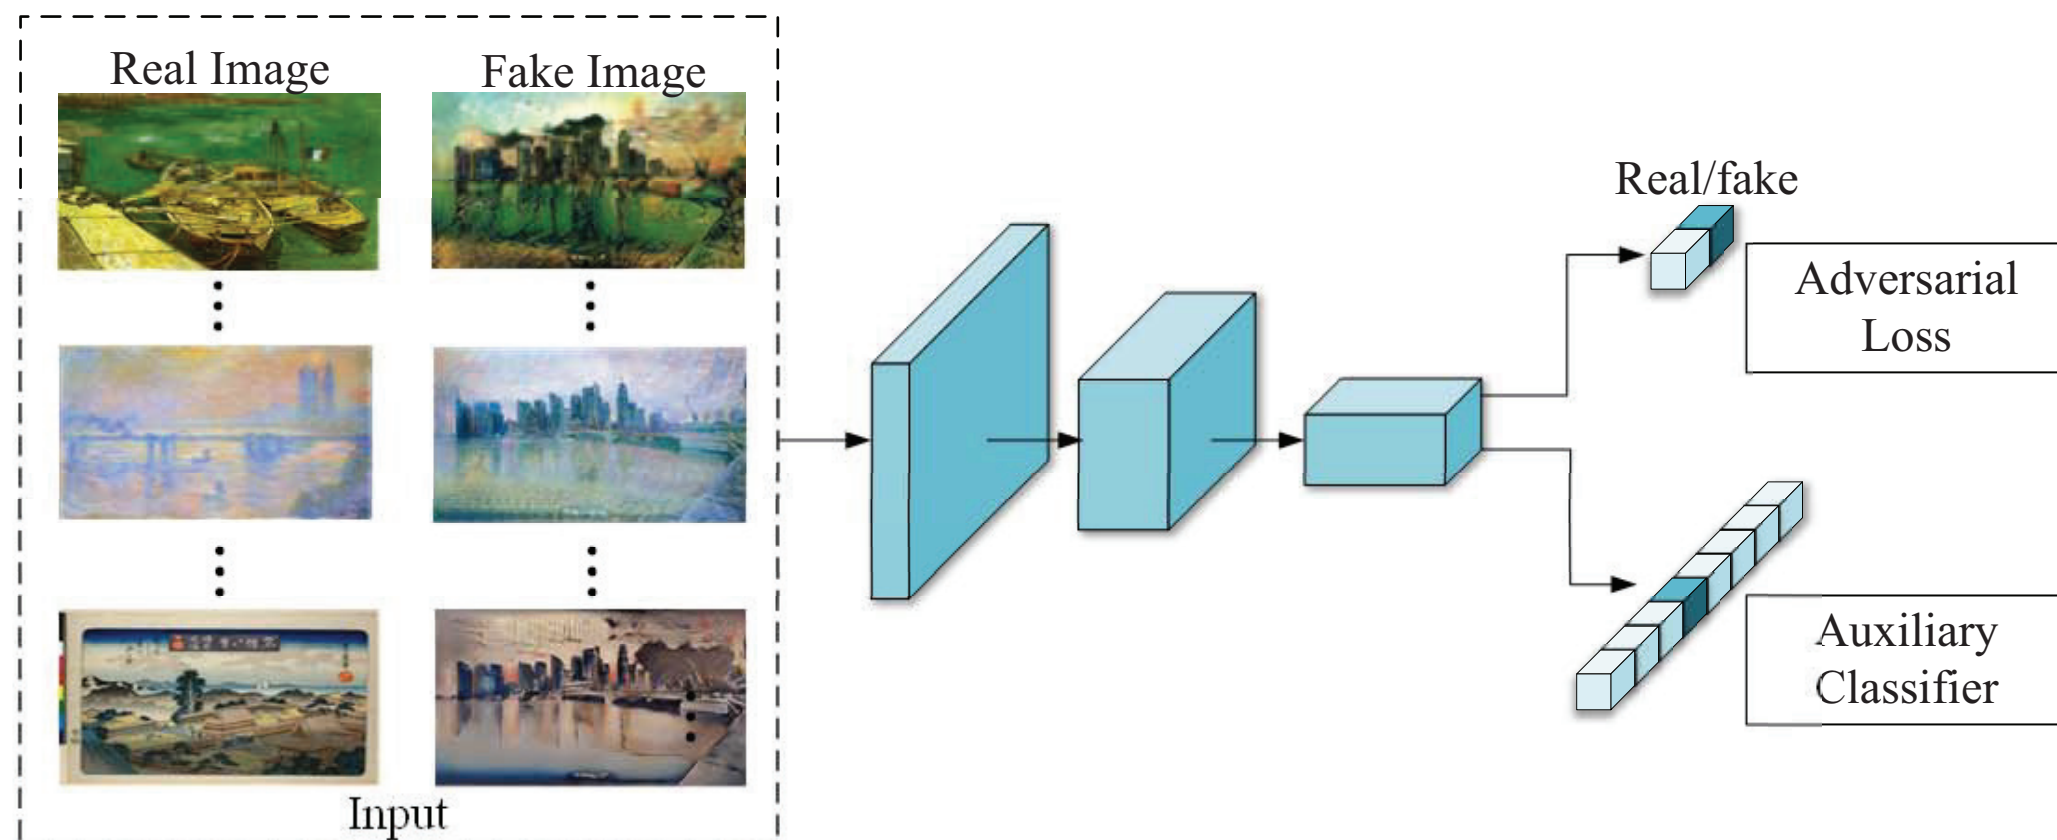 Real Image
Fake Image
Input
Real/fake
Adversarial
Loss
Auxiliary
Classifier